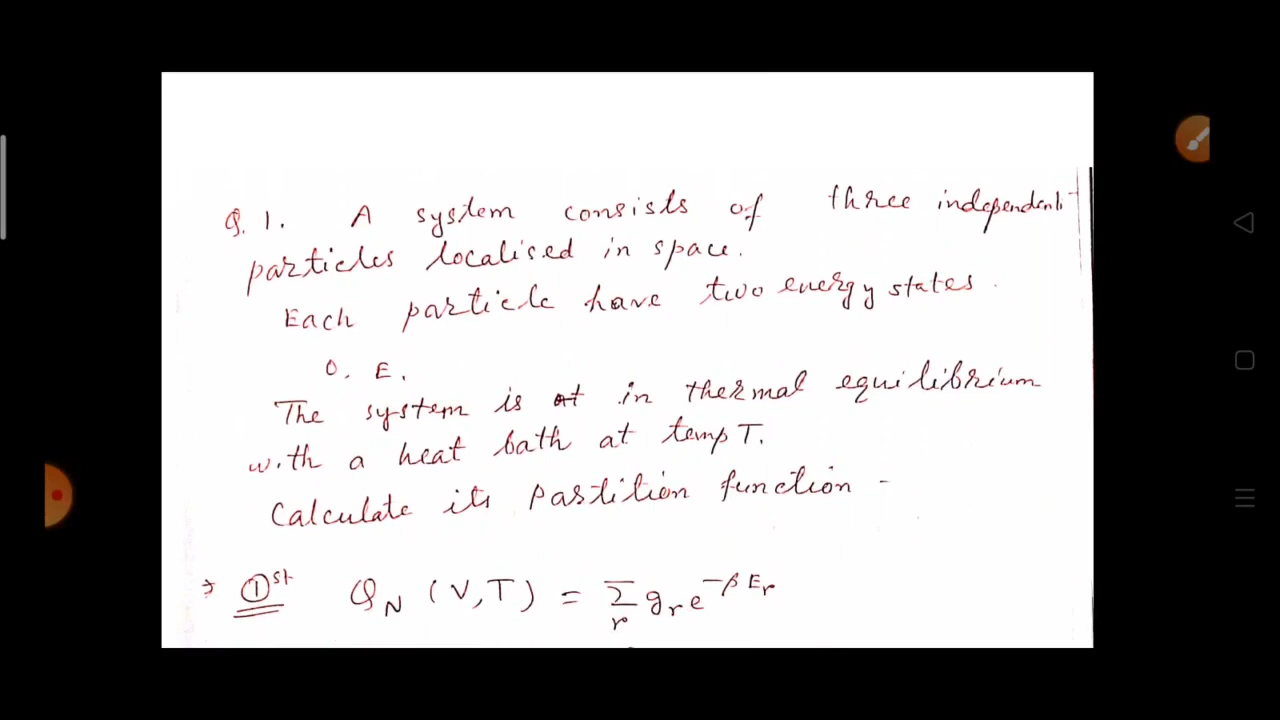 Q. 1. A system consists of three independent
particles localised in space.
Each particle have two energy states.
0, E.
The system is at in thermal equilibrium
with a heat bath at temp T.
Calculate its partition function -
→ ①st Q_N (V,T) = Σ_r g_r e^{-β E_r}